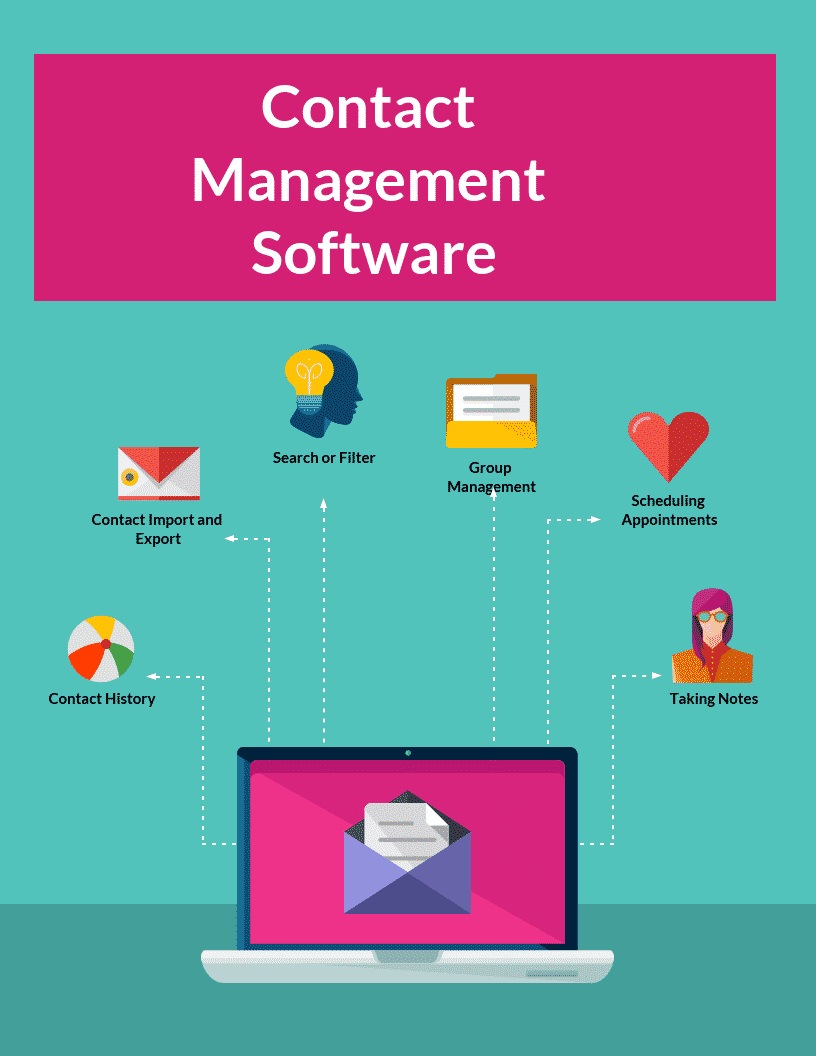 Contact
Management
Software
Search or Filter
Group
Management
Scheduling
Appointments
Contact Import and
Export
Contact History
Taking Notes